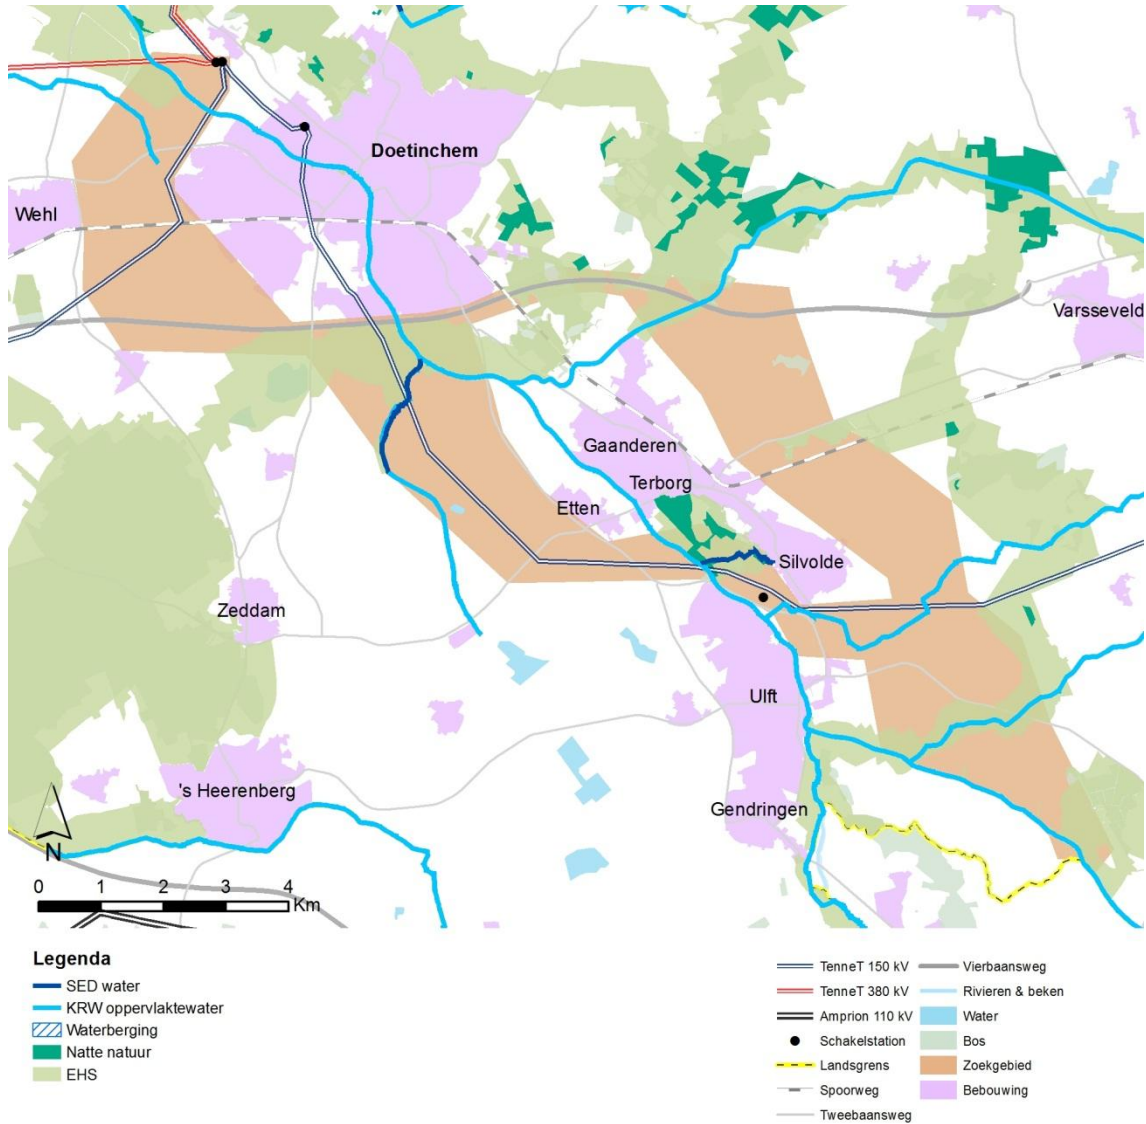 Doetinchem
Wehl
Varsseveld
Gaanderen
Terborg
Etten
Silvolde
Zeddam
Ulft
's Heerenberg
Gendringen
N
0 1 2 3 4
Km
Legenda
SED water
KRW oppervlaktewater
Waterberging
Natte natuur
EHS
TenneT 150 kV
TenneT 380 kV
Amprion 110 kV
Schakelstation
Landsgrens
Spoorweg
Tweebaansweg
Vierbaansweg
Rivieren & beken
Water
Bos
Zoekgebied
Bebouwing